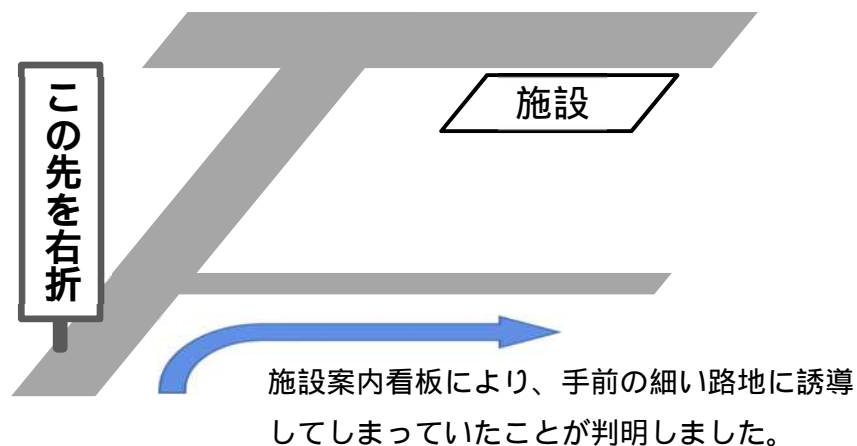 この先を右折
施設
施設案内看板により、手前の細い路地に誘導
してしまっていたことが判明しました。